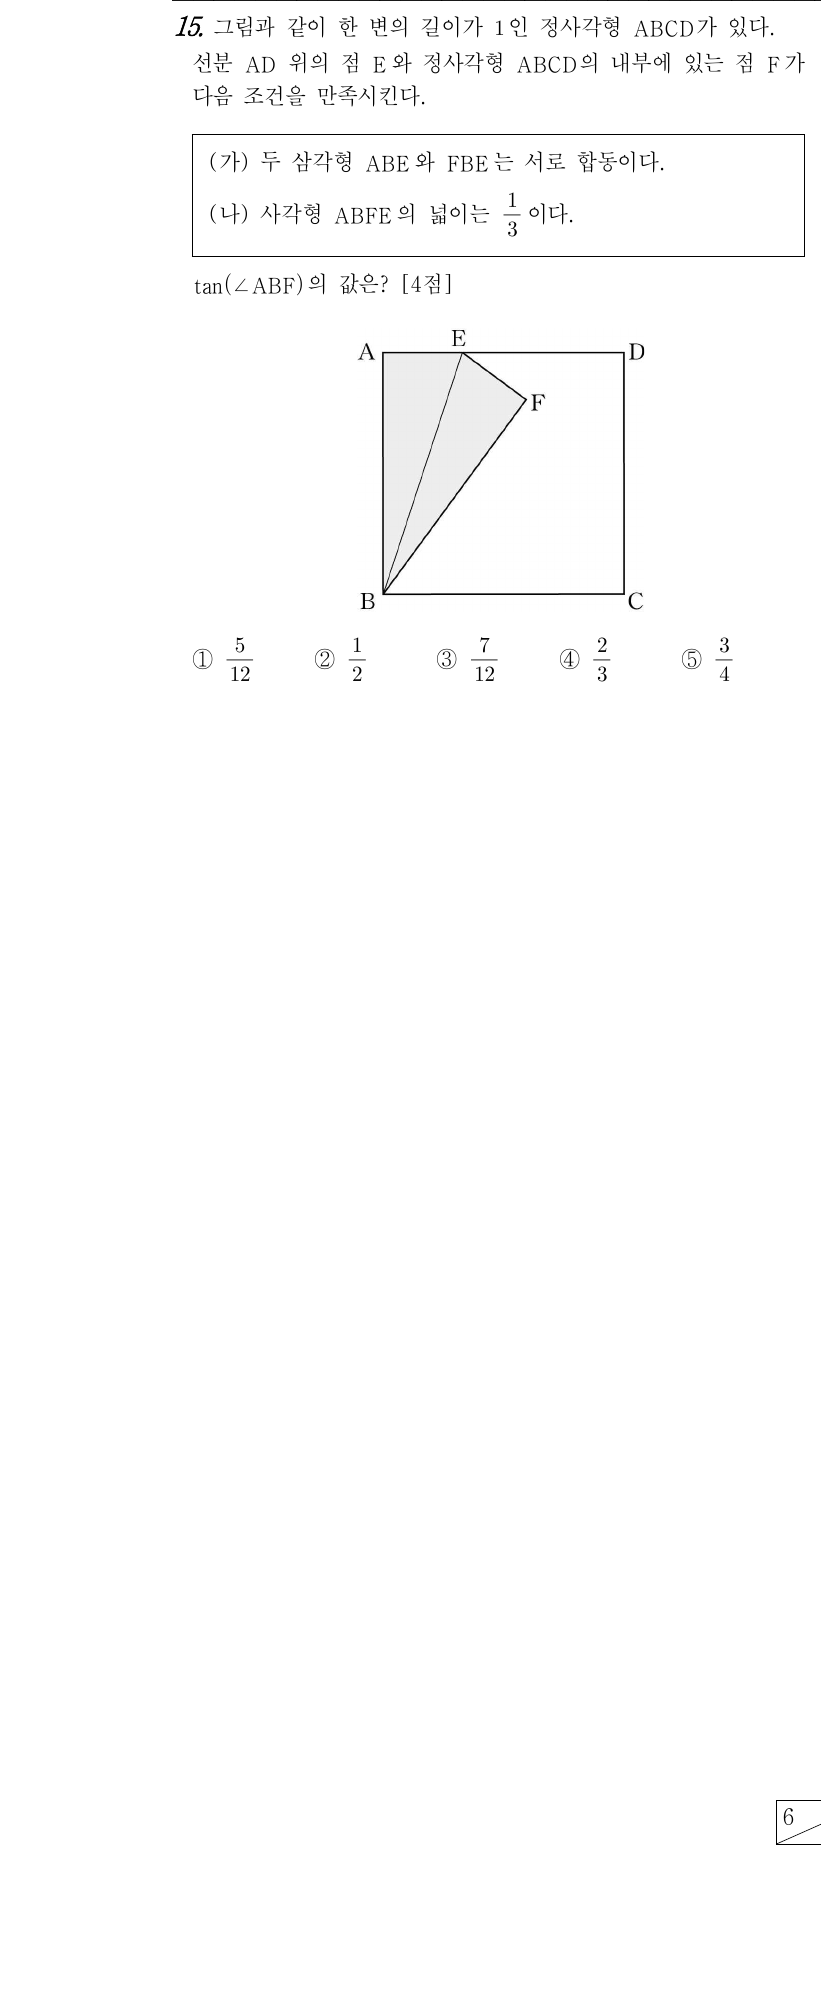 15. 그림과 같이 한 변의 길이가 1인 정사각형 ABCD가 있다.
선분 AD 위의 점 E와 정사각형 ABCD의 내부에 있는 점 F가
다음 조건을 만족시킨다.
(가) 두 삼각형 ABE와 FBE는 서로 합동이다.
(나) 사각형 ABFE의 넓이는 1/3 이다.
tan(∠ABF)의 값은? [4점]
E
A D
F
B C
① 5/12 ② 1/2 ③ 7/12 ④ 2/3 ⑤ 3/4
6